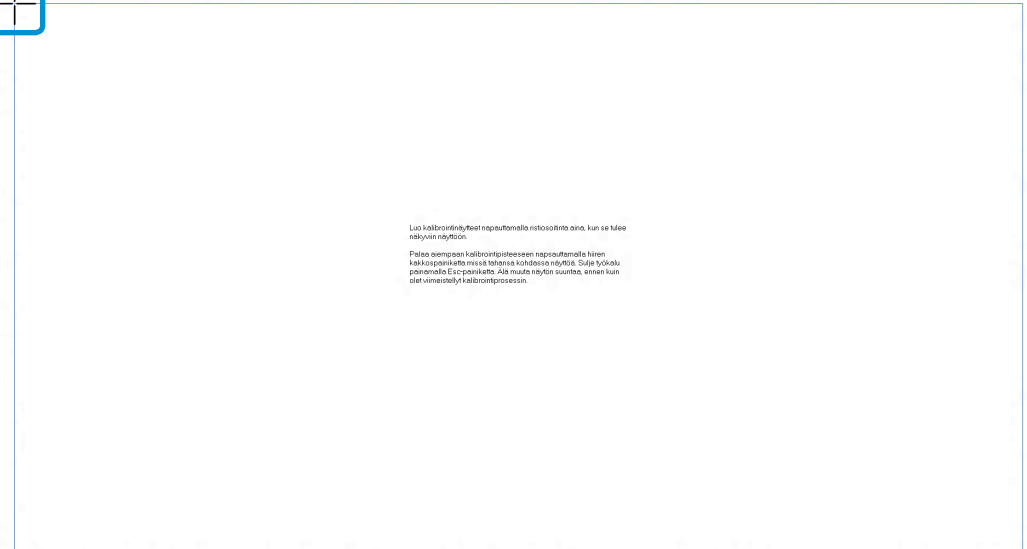 Luo kalibrointinäytteet napauttamalla ristiosoitinta aina, kun se tulee
näkyviin näyttöön.
Palaa aiempaan kalibrointipisteeseen napsauttamalla hiiren
kakkospainiketta missä tahansa kohdassa näyttöä. Sulje työkalu
painamalla Esc-painiketta. Älä muuta näytön suuntaa, ennen kuin
olet viimeistellyt kalibrointiprosessin.